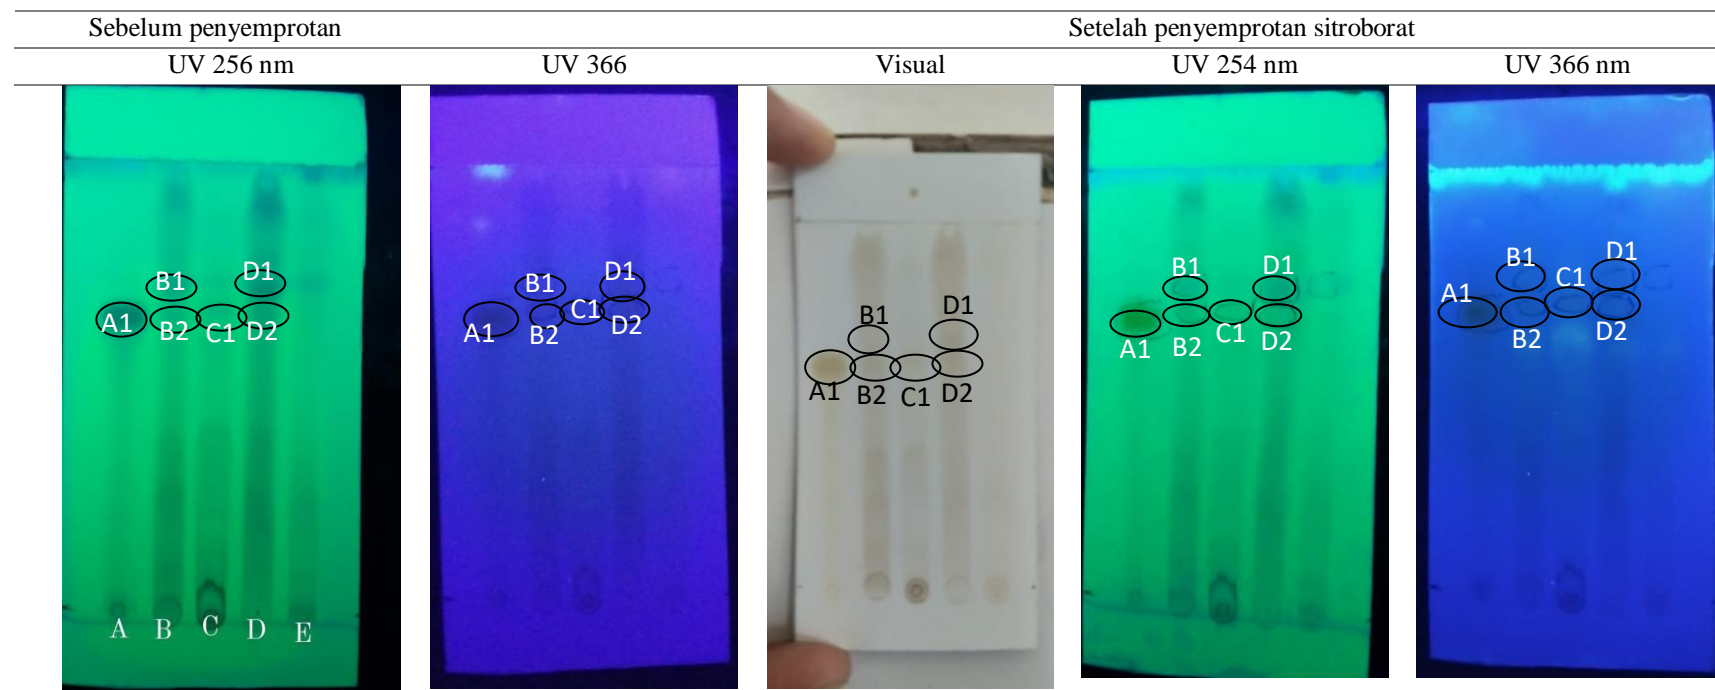 Sebelum penyemprotan
Setelah penyemprotan sitroborat
UV 256 nm
UV 366
Visual
UV 254 nm
UV 366 nm
B1
D1
A1
B2
C1
D2
A B C D E
B1
D1
C1
A1
B2
D2
B1
D1
A1
B2
C1
D2
B1
D1
A1
B2
C1
D2
B1
D1
C1
A1
B2
D2